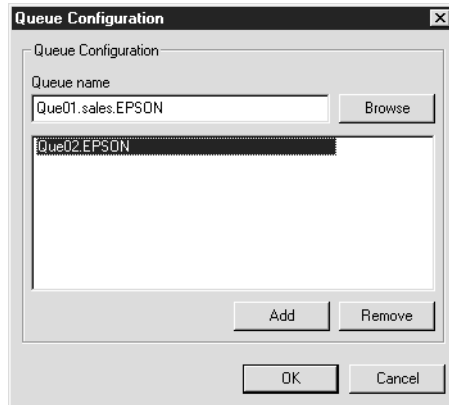 Queue Configuration
Queue Configuration
Queue name
Que01.sales.EPSON
Browse
Que02.EPSON
Add
Remove
OK
Cancel